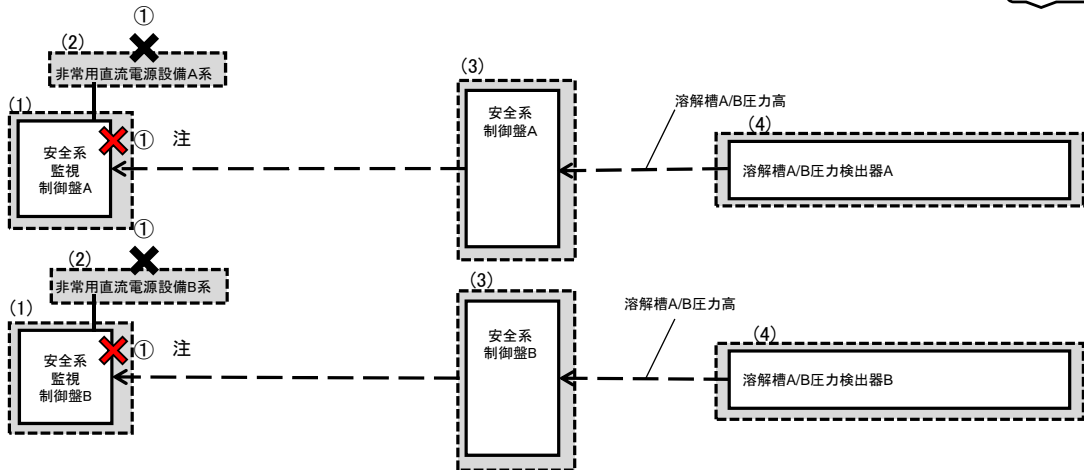 ①
(2)
非常用直流電源設備A系
(1)
安全系
監視
制御盤A
① 注
(3)
安全系
制御盤A
溶解槽A/B圧力高
(4)
溶解槽A/B圧力検出器A
①
(2)
非常用直流電源設備B系
(1)
安全系
監視
制御盤B
① 注
(3)
安全系
制御盤B
溶解槽A/B圧力高
(4)
溶解槽A/B圧力検出器B